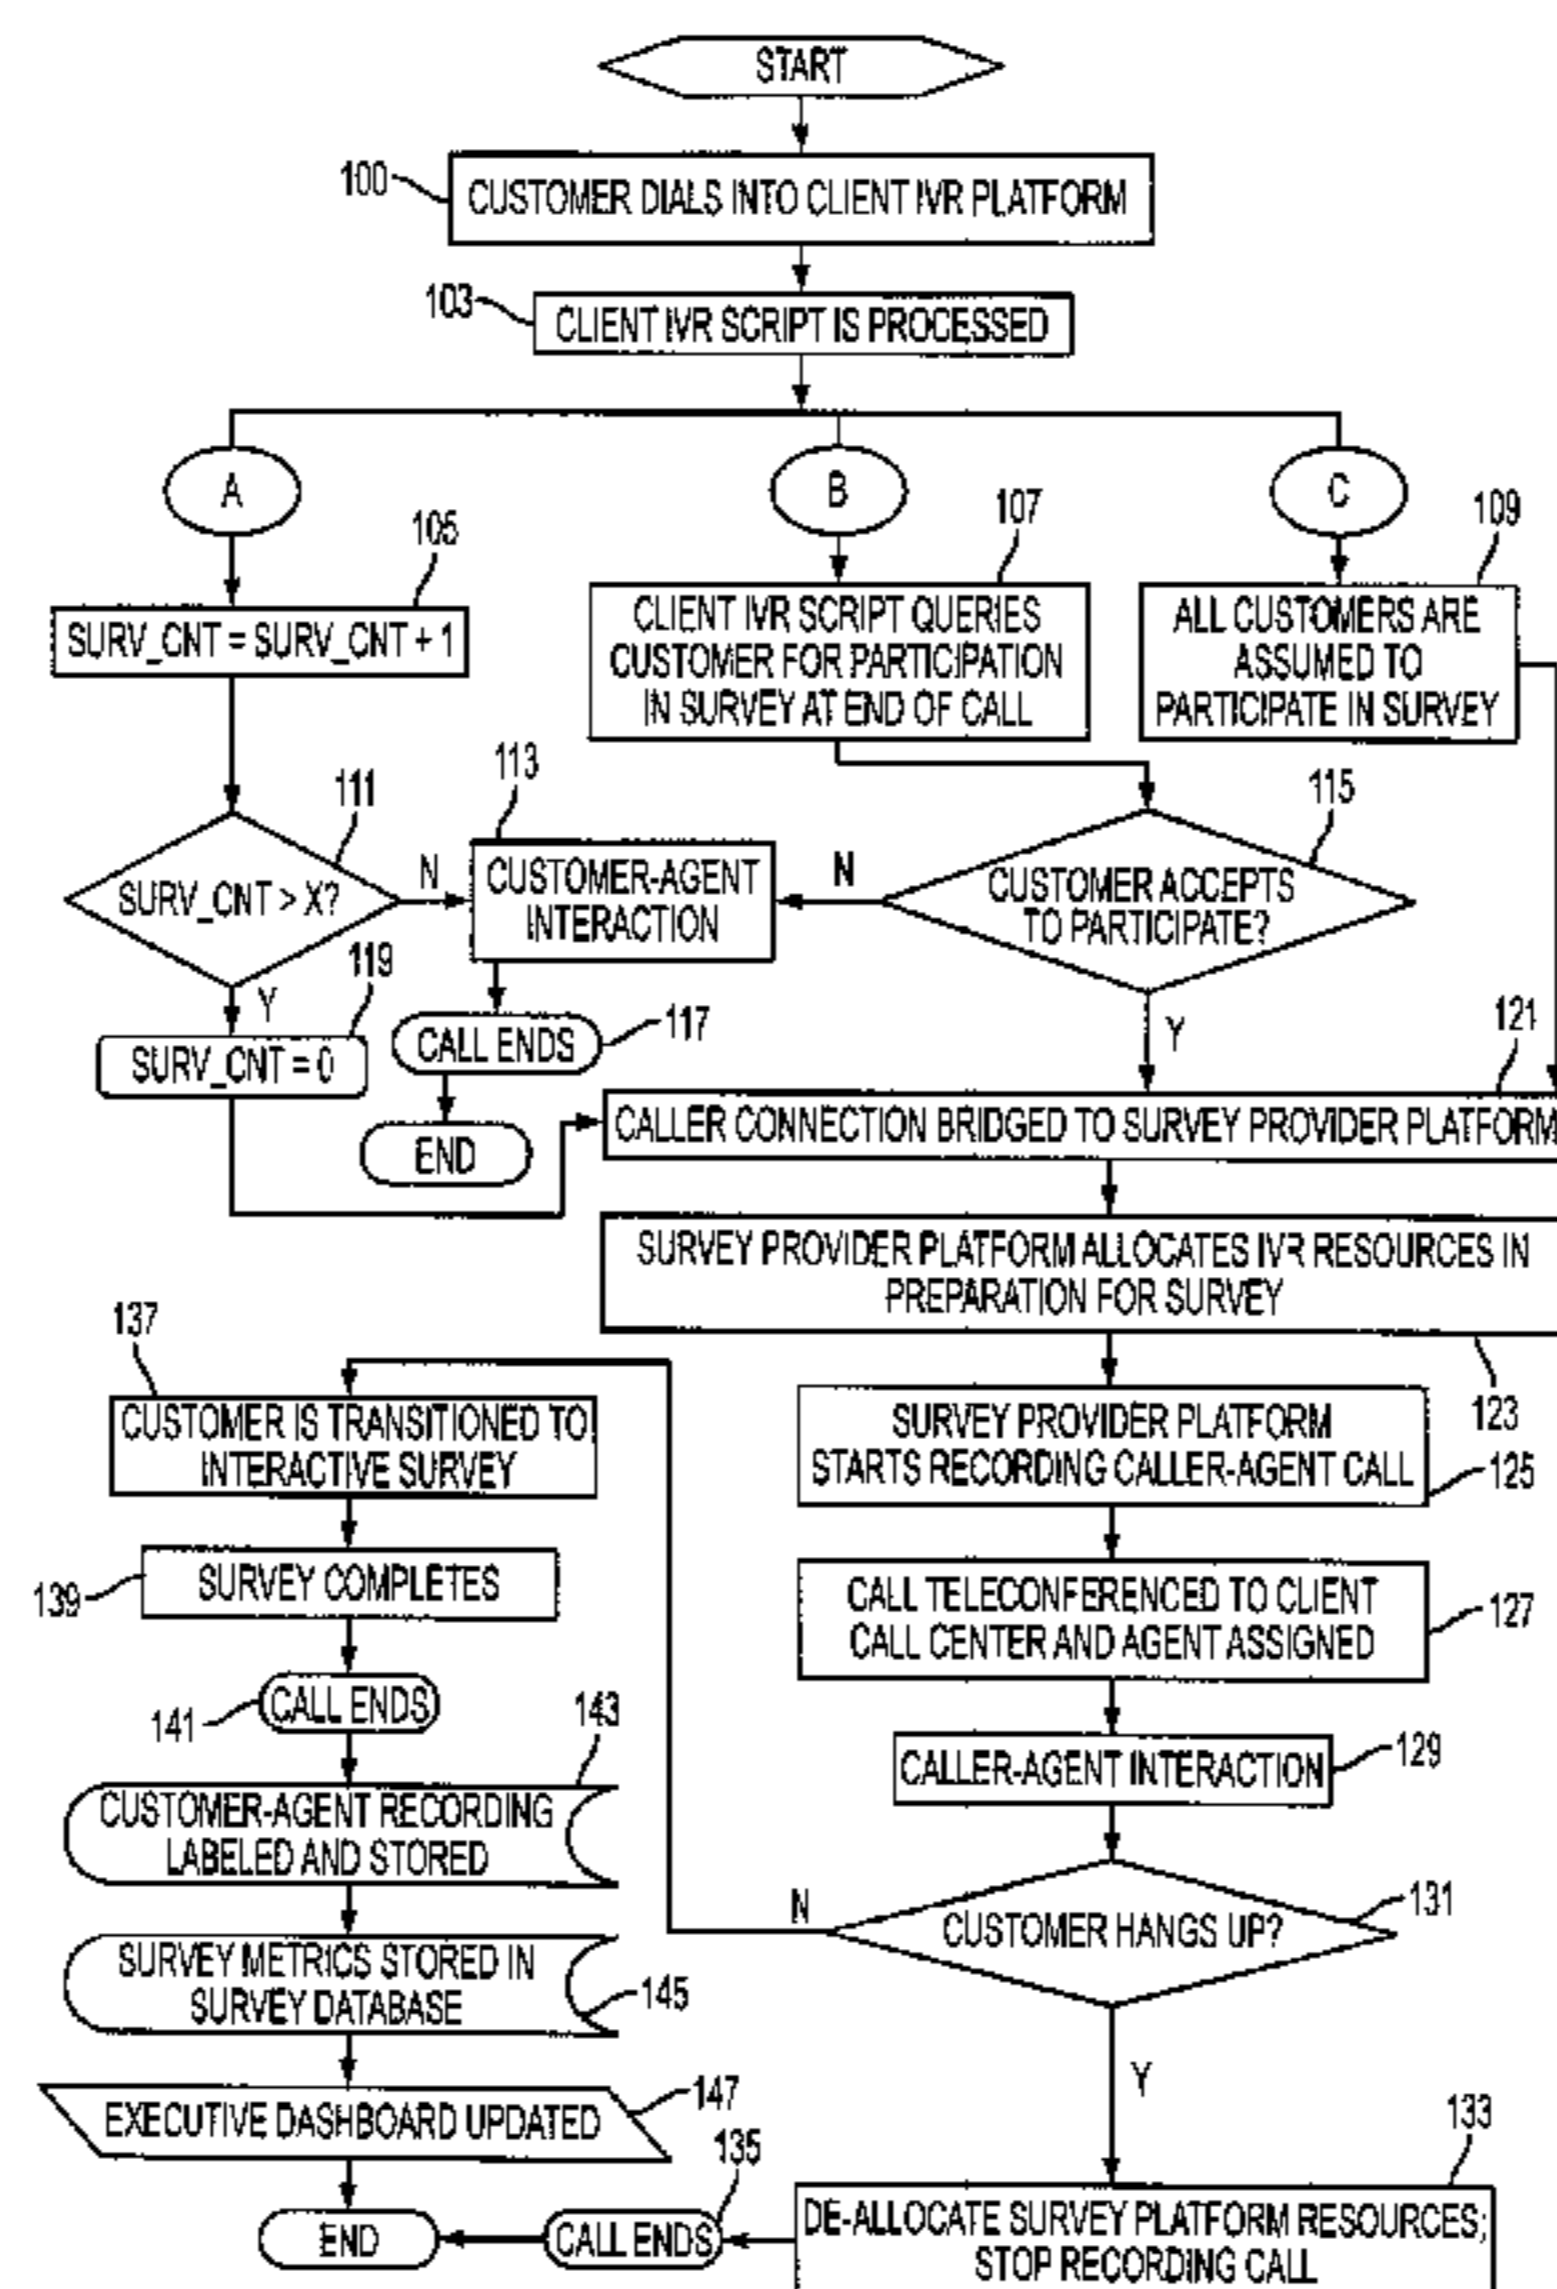 START
100
CUSTOMER DIALS INTO CLIENT IVR PLATFORM
103
CLIENT IVR SCRIPT IS PROCESSED
A
B
C
105
107
109
SURV_CNT = SURV_CNT + 1
CLIENT IVR SCRIPT QUERIES
CUSTOMER FOR PARTICIPATION
IN SURVEY AT END OF CALL
ALL CUSTOMERS ARE
ASSUMED TO
PARTICIPATE IN SURVEY
111
113
115
SURV_CNT > X?
N
CUSTOMER-AGENT
INTERACTION
N
CUSTOMER ACCEPTS
TO PARTICIPATE?
Y
119
SURV_CNT = 0
CALL ENDS
117
END
Y
121
CALLER CONNECTION BRIDGED TO SURVEY PROVIDER PLATFORM
SURVEY PROVIDER PLATFORM ALLOCATES IVR RESOURCES IN
PREPARATION FOR SURVEY
123
SURVEY PROVIDER PLATFORM
STARTS RECORDING CALLER-AGENT CALL
125
CALL TELECONFERENCED TO CLIENT
CALL CENTER AND AGENT ASSIGNED
127
CALLER-AGENT INTERACTION
129
CUSTOMER HANGS UP?
131
N
Y
137
CUSTOMER IS TRANSITIONED TO
INTERACTIVE SURVEY
139
SURVEY COMPLETES
141
CALL ENDS
143
CUSTOMER-AGENT RECORDING
LABELED AND STORED
SURVEY METRICS STORED IN
SURVEY DATABASE
145
EXECUTIVE DASHBOARD UPDATED
147
133
DE-ALLOCATE SURVEY PLATFORM RESOURCES;
STOP RECORDING CALL
135
CALL ENDS
END